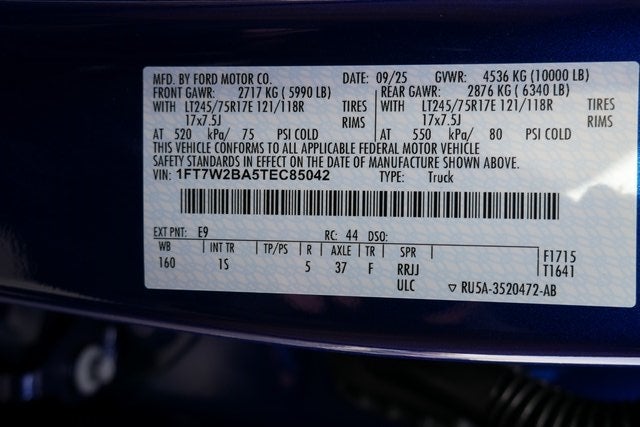 MFD. BY FORD MOTOR CO. DATE: 09/25 GVWR: 4536 KG (10000 LB)
FRONT GAWR: 2717 KG ( 5990 LB) REAR GAWR: 2876 KG ( 6340 LB)
WITH LT245/75R17E 121/118R TIRES WITH LT245/75R17E 121/118R TIRES
17x7.5J RIMS 17x7.5J RIMS
AT 520 kPa/ 75 PSI COLD AT 550 kPa/ 80 PSI COLD
THIS VEHICLE CONFORMS TO ALL APPLICABLE FEDERAL MOTOR VEHICLE
SAFETY STANDARDS IN EFFECT ON THE DATE OF MANUFACTURE SHOWN ABOVE.
VIN: 1FT7W2BA5TEC85042 TYPE: Truck
EXT PNT: E9 RC: 44 DSO:
WB INT TR TP/PS R AXLE TR SPR F1715
160 1S 5 37 F RRJJ T1641
ULC ▽ RU5A-3520472-AB